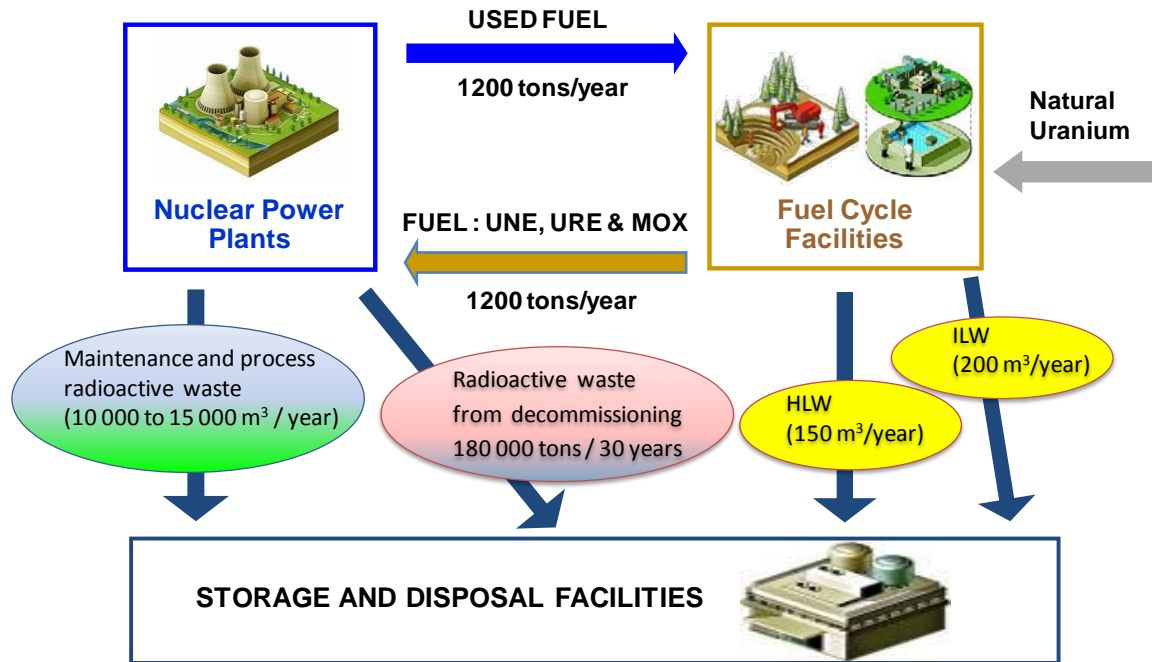 USED FUEL
1200 tons/year
Natural
Uranium
Nuclear Power
Plants
FUEL : UNE, URE & MOX
1200 tons/year
Fuel Cycle
Facilities
Maintenance and process
radioactive waste
(10 000 to 15 000 m³ / year)
Radioactive waste
from decommissioning
180 000 tons / 30 years
HLW
(150 m³/year)
ILW
(200 m³/year)
STORAGE AND DISPOSAL FACILITIES